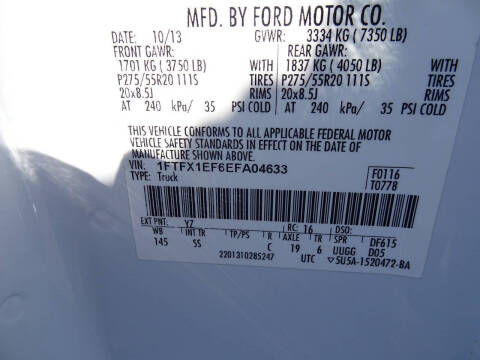 MFD. BY FORD MOTOR CO.
DATE: 10/13 GVWR: 3334 KG ( 7350 LB)
FRONT GAWR: REAR GAWR:
1701 KG ( 3750 LB) WITH 1837 KG ( 4050 LB) WITH
P275/55R20 111S TIRES P275/55R20 111S TIRES
20x8.5J RIMS 20x8.5J RIMS
AT 240 kPa/ 35 PSI COLD AT 240 kPa/ 35 PSI COLD
THIS VEHICLE CONFORMS TO ALL APPLICABLE FEDERAL MOTOR
VEHICLE SAFETY STANDARDS IN EFFECT ON THE DATE OF
MANUFACTURE SHOWN ABOVE.
VIN: 1FTFX1EF6EFA04633 F0116
TYPE: Truck T0778
EXT PNT: YZ RC: 16 DSO:
WB INT TR TP/PS R AXLE TR SPR DF615
145 SS C 19 6 UUGG D05
2201310285247 UTC ▽5U5A-1520472-BA